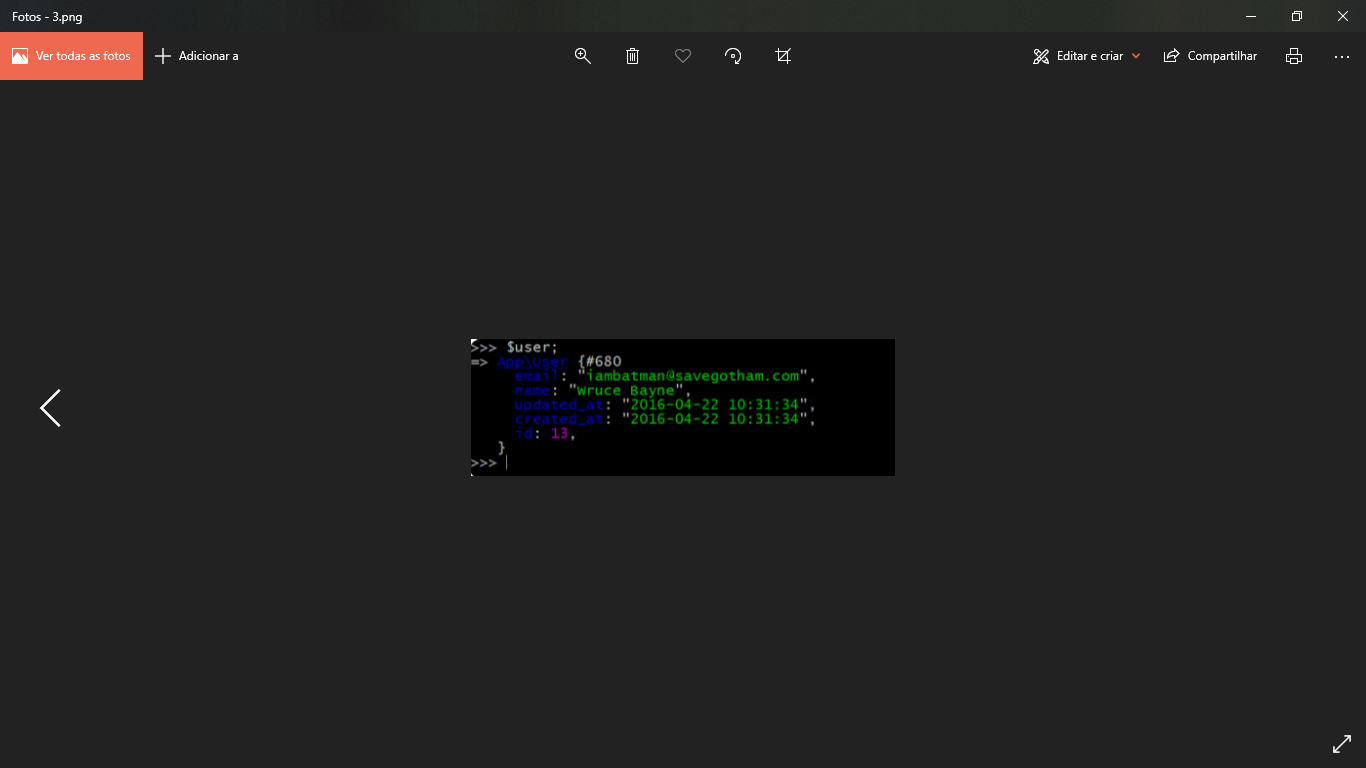 Fotos - 3.png
Ver todas as fotos
Adicionar a
Editar e criar
Compartilhar
>>> $user;
=> App\User {#680
email: "iambatman@savegotham.com",
name: "Wruce Bayne",
updated_at: "2016-04-22 10:31:34",
created_at: "2016-04-22 10:31:34",
id: 13,
}
>>>